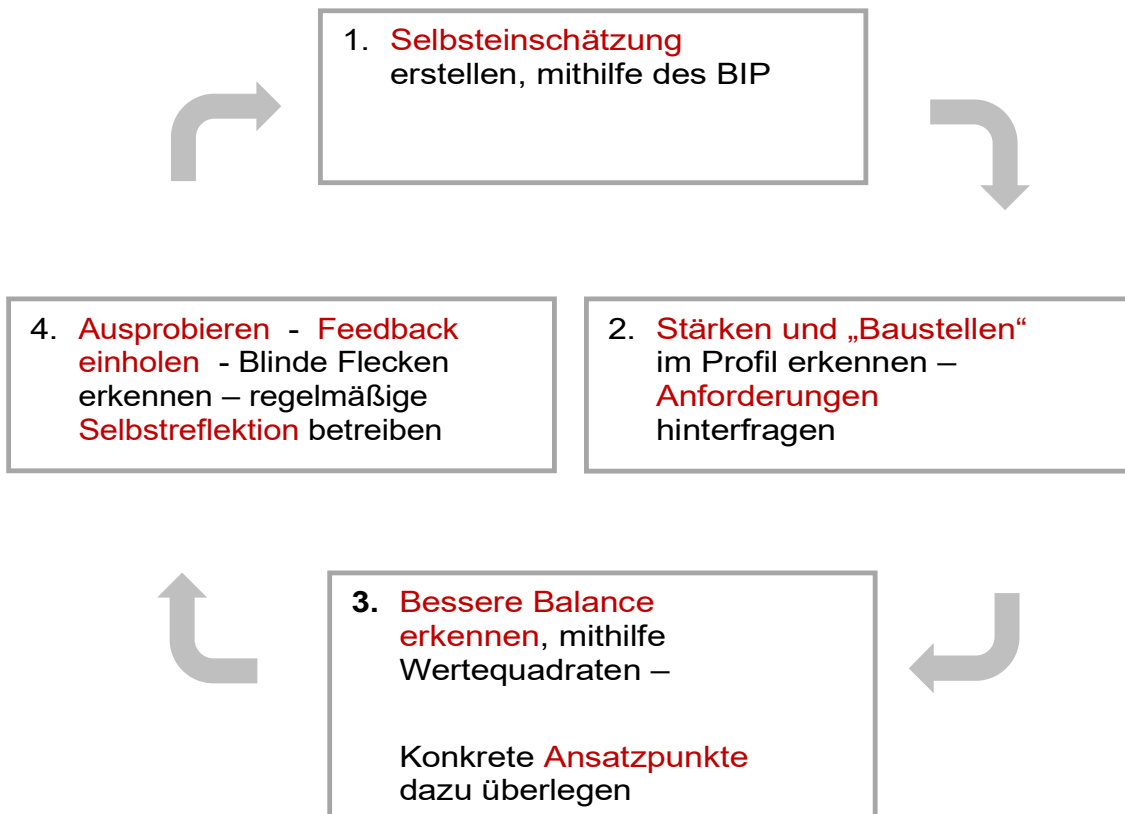 1. Selbsteinschätzung
erstellen, mithilfe des BIP
2. Stärken und „Baustellen“
im Profil erkennen –
Anforderungen
hinterfragen
3. Bessere Balance
erkennen, mithilfe
Wertequadraten –
Konkrete Ansatzpunkte
dazu überlegen
4. Ausprobieren - Feedback
einholen - Blinde Flecken
erkennen – regelmäßige
Selbstreflektion betreiben